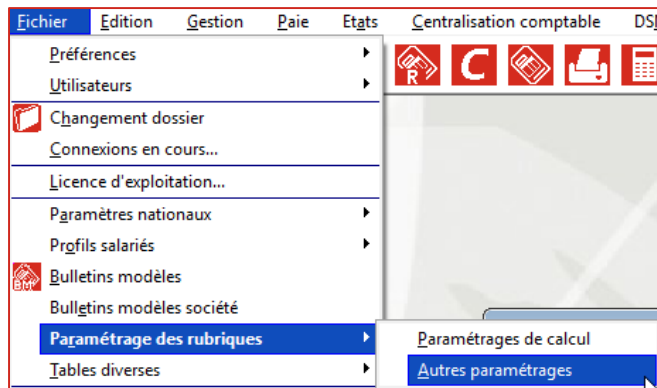 Fichier Edition Gestion Paie Etats Centralisation comptable
Préférences
Utilisateurs
R C
Changement dossier
Connexions en cours...
Licence d'exploitation...
Paramètres nationaux
Profils salariés
BM Bulletins modèles
Bulletins modèles société
Paramétrage des rubriques Paramétrages de calcul
Tables diverses Autres paramétrages